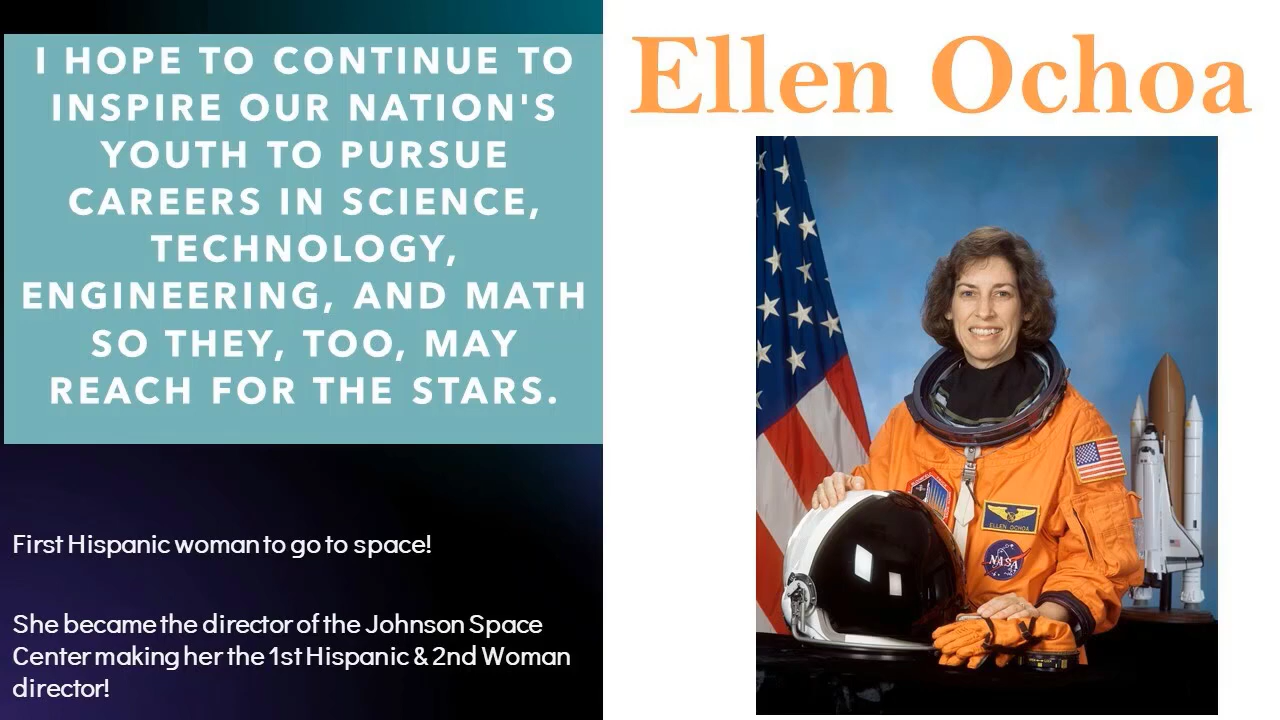 I HOPE TO CONTINUE TO
INSPIRE OUR NATION'S
YOUTH TO PURSUE
CAREERS IN SCIENCE,
TECHNOLOGY,
ENGINEERING, AND MATH
SO THEY, TOO, MAY
REACH FOR THE STARS.
First Hispanic woman to go to space!
She became the director of the Johnson Space
Center making her the 1st Hispanic & 2nd Woman
director!
Ellen Ochoa
ELLEN OCHOA
NASA